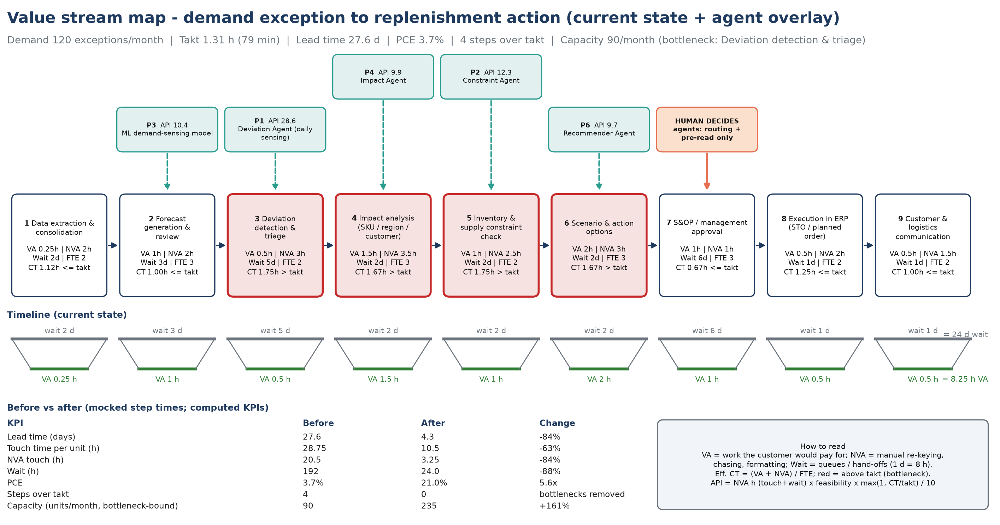 Value stream map - demand exception to replenishment action (current state + agent overlay)
Demand 120 exceptions/month | Takt 1.31 h (79 min) | Lead time 27.6 d | PCE 3.7% | 4 steps over takt | Capacity 90/month (bottleneck: Deviation detection & triage)
P4 API 9.9
Impact Agent
P2 API 12.3
Constraint Agent
P3 API 10.4
ML demand-sensing model
P1 API 28.6
Deviation Agent (daily
sensing)
P6 API 9.7
Recommender Agent
HUMAN DECIDES
agents: routing +
pre-read only
1 Data extraction &
consolidation
VA 0.25h | NVA 2h
Wait 2d | FTE 2
CT 1.12h <= takt
2 Forecast
generation &
review
VA 1h | NVA 2h
Wait 3d | FTE 3
CT 1.00h <= takt
3 Deviation
detection &
triage
VA 0.5h | NVA 3h
Wait 5d | FTE 2
CT 1.75h > takt
4 Impact analysis
(SKU / region /
customer)
VA 1.5h | NVA 3.5h
Wait 2d | FTE 3
CT 1.67h > takt
5 Inventory &
supply constraint
check
VA 1h | NVA 2.5h
Wait 2d | FTE 2
CT 1.75h > takt
6 Scenario & action
options
VA 2h | NVA 3h
Wait 2d | FTE 3
CT 1.67h > takt
7 S&OP / management
approval
VA 1h | NVA 1h
Wait 6d | FTE 3
CT 0.67h <= takt
8 Execution in ERP
(STO / planned
order)
VA 0.5h | NVA 2h
Wait 1d | FTE 2
CT 1.25h <= takt
9 Customer &
logistics
communication
VA 0.5h | NVA 1.5h
Wait 1d | FTE 2
CT 1.00h <= takt
Timeline (current state)
wait 2 d wait 3 d wait 5 d wait 2 d wait 2 d wait 2 d wait 6 d wait 1 d wait 1 d = 24 d wait
VA 0.25 h VA 1 h VA 0.5 h VA 1.5 h VA 1 h VA 2 h VA 1 h VA 0.5 h VA 0.5 h = 8.25 h VA
Before vs after (mocked step times; computed KPIs)
KPI Before After Change
Lead time (days) 27.6 4.3 -84%
Touch time per unit (h) 28.75 10.5 -63%
NVA touch (h) 20.5 3.25 -84%
Wait (h) 192 24.0 -88%
PCE 3.7% 21.0% 5.6x
Steps over takt 4 0 bottlenecks removed
Capacity (units/month, bottleneck-bound) 90 235 +161%
How to read
VA = work the customer would pay for; NVA = manual re-keying,
chasing, formatting; Wait = queues / hand-offs (1 d = 8 h).
Eff. CT = (VA + NVA) / FTE; red = above takt (bottleneck).
API = NVA h (touch+wait) x feasibility x max(1, CT/takt) / 10